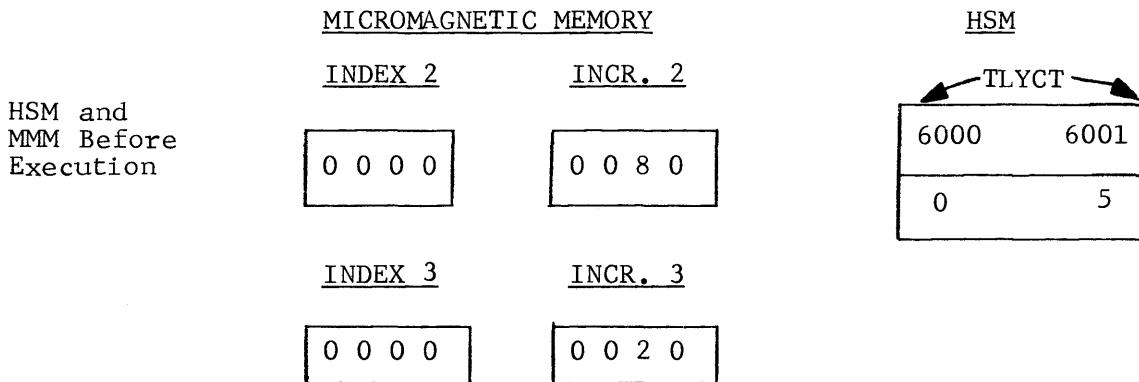 MICROMAGNETIC MEMORY HSM
INDEX 2 INCR. 2 TLYCT
HSM and
MMM Before
Execution
0 0 0 0 0 0 8 0
6000 6001
0 5
INDEX 3 INCR. 3
0 0 0 0 0 0 2 0